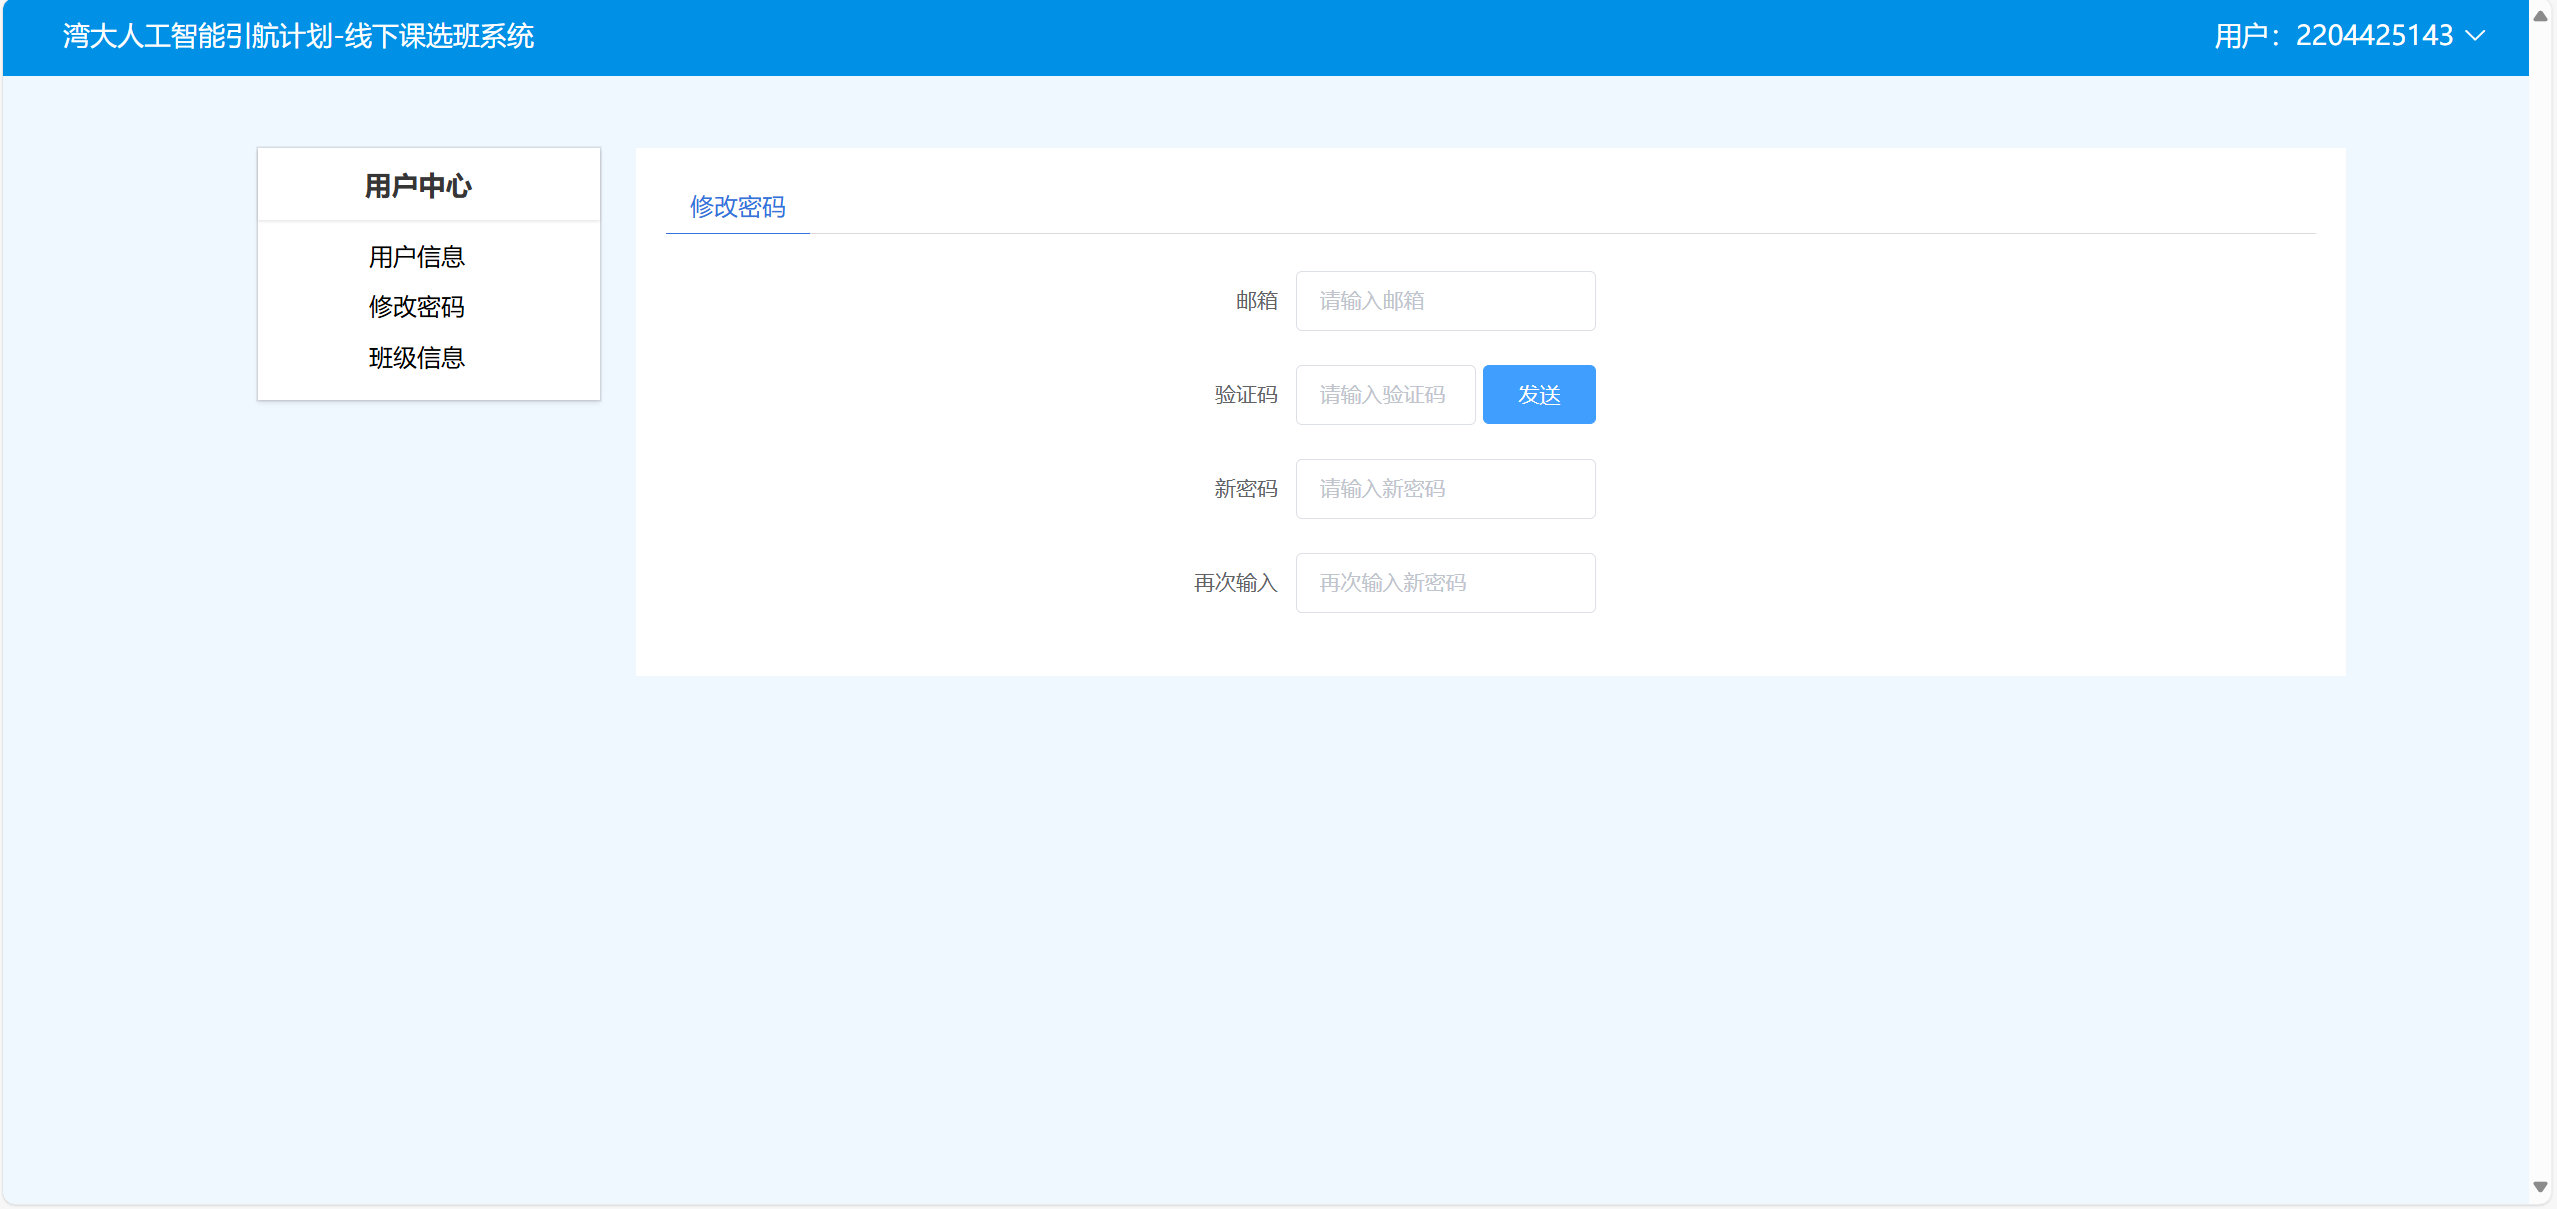 湾大人工智能引航计划-线下课选班系统
用户：2204425143
用户中心
用户信息
修改密码
班级信息
修改密码
邮箱 请输入邮箱
验证码 请输入验证码 发送
新密码 请输入新密码
再次输入 再次输入新密码